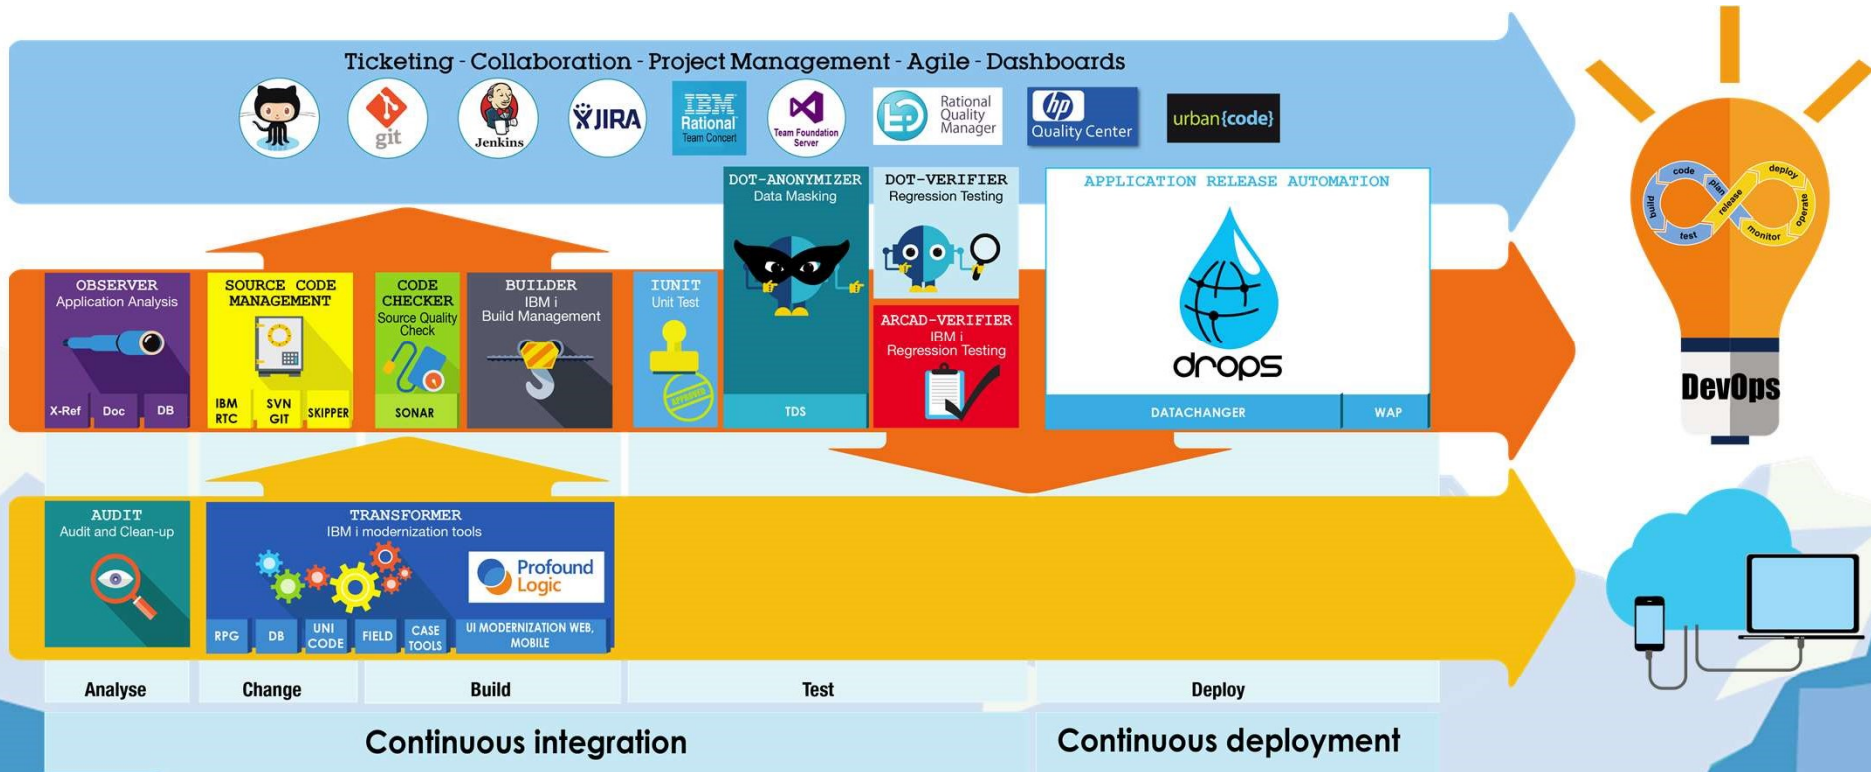 Ticketing - Collaboration - Project Management - Agile - Dashboards
git
Jenkins
JIRA
IBM
Rational
Team Concert
Team Foundation
Server
Rational
Quality
Manager
hp
Quality Center
urban{code}
OBSERVER
Application Analysis
X-Ref
Doc
DB
SOURCE CODE
MANAGEMENT
IBM
RTC
SVN
GIT
SKIPPER
CODE
CHECKER
Source Quality
Check
SONAR
BUILDER
IBM i
Build Management
IUNIT
Unit Test
APPROVED
DOT-ANONYMIZER
Data Masking
TDS
DOT-VERIFIER
Regression Testing
ARCAD-VERIFIER
IBM i
Regression Testing
APPLICATION RELEASE AUTOMATION
drops
DATACHANGER
WAP
code
plan
build
test
release
deploy
operate
monitor
DevOps
AUDIT
Audit and Clean-up
TRANSFORMER
IBM i modernization tools
Profound
Logic
RPG
DB
UNI
CODE
FIELD
CASE
TOOLS
UI MODERNIZATION WEB,
MOBILE
Analyse
Change
Build
Test
Deploy
Continuous integration
Continuous deployment